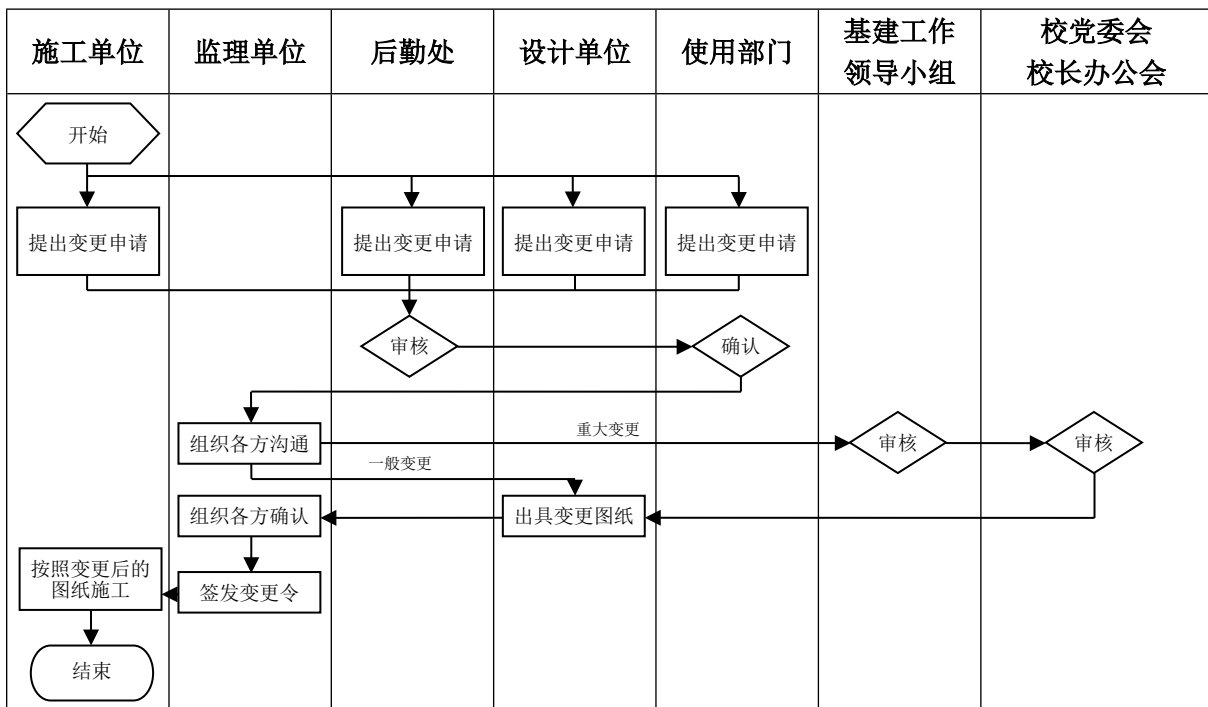 施工单位
监理单位
后勤处
设计单位
使用部门
基建工作
领导小组
校党委会
校长办公会
开始
提出变更申请
提出变更申请
提出变更申请
提出变更申请
审核
确认
组织各方沟通
重大变更
审核
审核
一般变更
组织各方确认
出具变更图纸
按照变更后的
图纸施工
签发变更令
结束